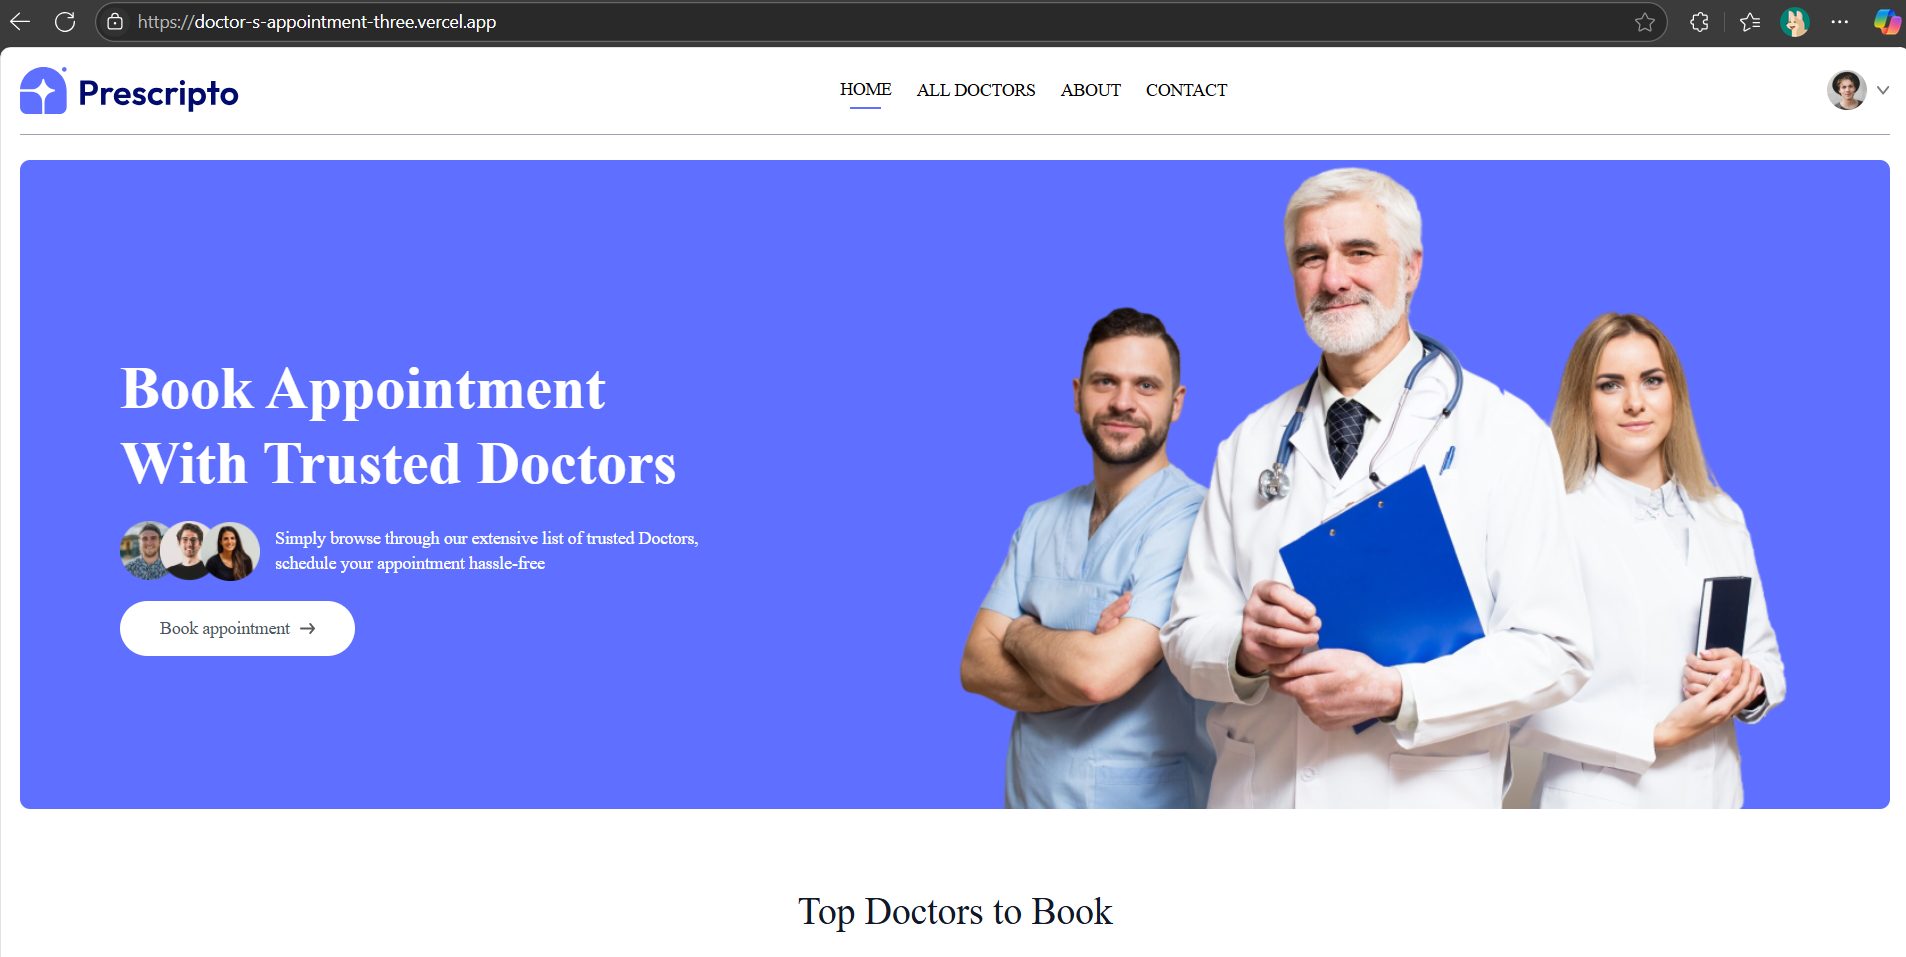 https://doctor-s-appointment-three.vercel.app
Prescripto
HOME
ALL DOCTORS
ABOUT
CONTACT
Book Appointment
With Trusted Doctors
Simply browse through our extensive list of trusted Doctors,
schedule your appointment hassle-free
Book appointment →
Top Doctors to Book